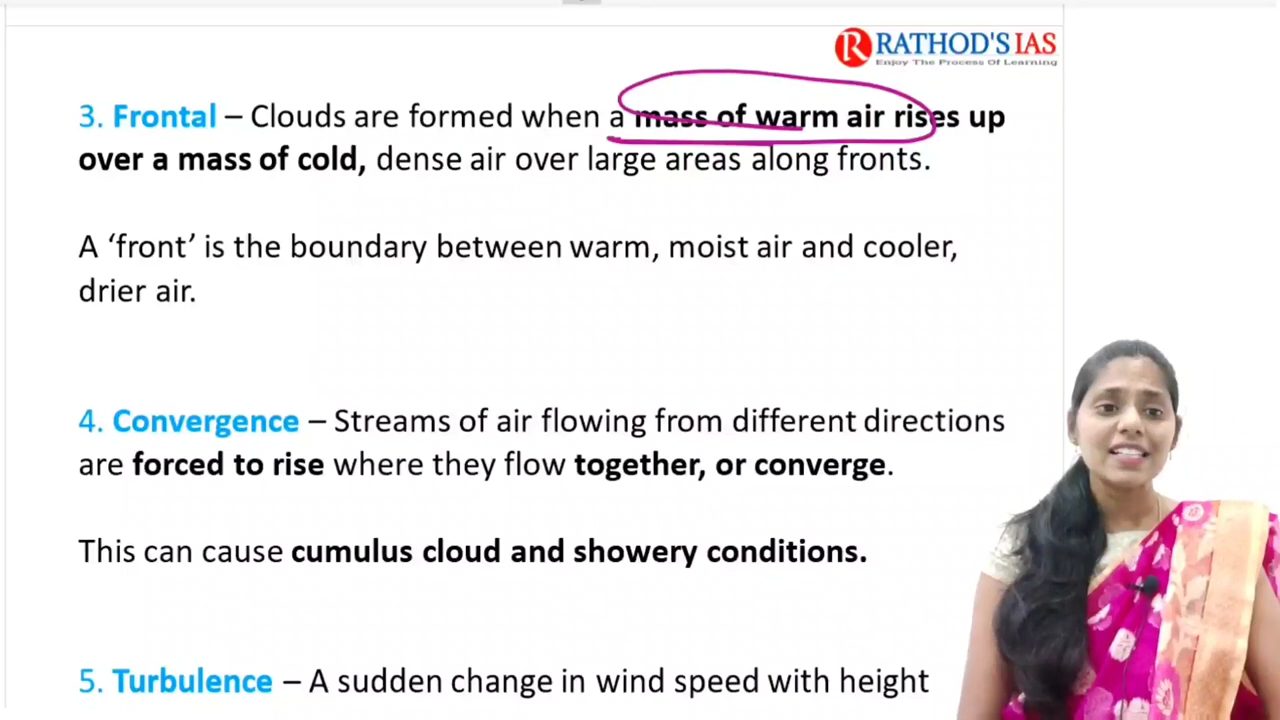 RATHOD'S IAS
Enjoy The Process Of Learning
3. Frontal – Clouds are formed when a mass of warm air rises up
over a mass of cold, dense air over large areas along fronts.
A ‘front’ is the boundary between warm, moist air and cooler,
drier air.
4. Convergence – Streams of air flowing from different directions
are forced to rise where they flow together, or converge.
This can cause cumulus cloud and showery conditions.
5. Turbulence – A sudden change in wind speed with height